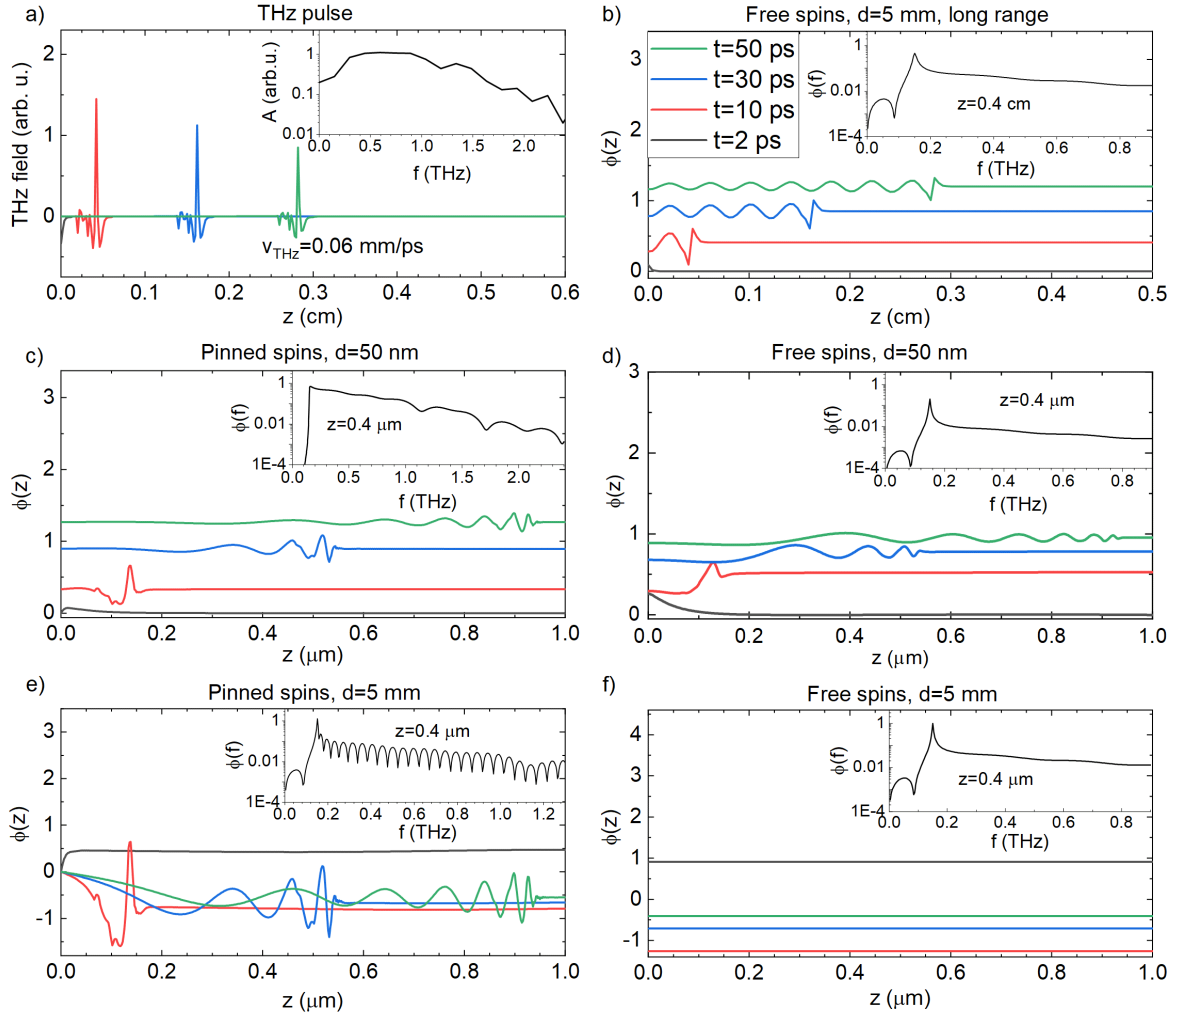 a)
THz pulse
THz field (arb. u.)
2
1
0
A (arb.u.)
1
0.1
0.01
0.0 0.5 1.0 1.5 2.0
f (THz)
vTHz=0.06 mm/ps
0.0 0.1 0.2 0.3 0.4 0.5 0.6
z (cm)
b)
Free spins, d=5 mm, long range
ϕ(z)
3
2
1
0
t=50 ps
t=30 ps
t=10 ps
t=2 ps
ϕ(f)
1
0.01
1E−4
z=0.4 cm
0.0 0.2 0.4 0.6 0.8
f (THz)
0.0 0.1 0.2 0.3 0.4 0.5
z (cm)
c)
Pinned spins, d=50 nm
ϕ(z)
3
2
1
0
ϕ(f)
1
0.01
1E−4
z=0.4 μm
0.0 0.5 1.0 1.5 2.0
f (THz)
0.0 0.2 0.4 0.6 0.8 1.0
z (μm)
d)
Free spins, d=50 nm
ϕ(z)
3
2
1
0
ϕ(f)
1
0.01
1E−4
z=0.4 μm
0.0 0.2 0.4 0.6 0.8
f (THz)
0.0 0.2 0.4 0.6 0.8 1.0
z (μm)
e)
Pinned spins, d=5 mm
ϕ(z)
3
2
1
0
-1
ϕ(f)
1
0.01
1E−4
z=0.4 μm
0.0 0.2 0.4 0.6 0.8 1.0 1.2
f (THz)
0.0 0.2 0.4 0.6 0.8 1.0
z (μm)
f)
Free spins, d=5 mm
ϕ(z)
4
3
2
1
0
-1
ϕ(f)
1
0.01
1E−4
z=0.4 μm
0.0 0.2 0.4 0.6 0.8
f (THz)
0.0 0.2 0.4 0.6 0.8 1.0
z (μm)